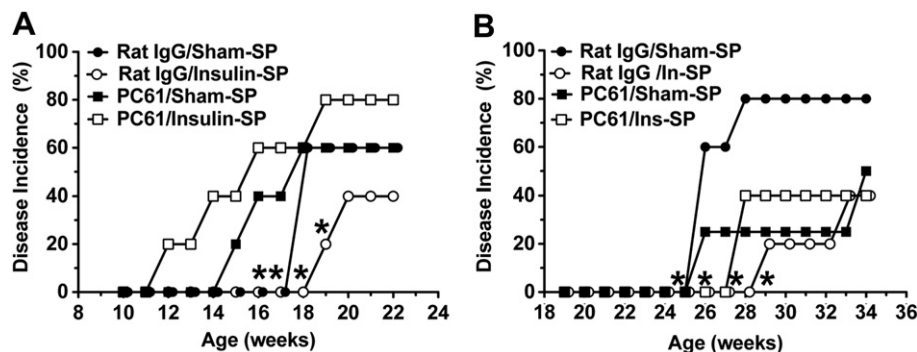 A
Rat IgG/Sham-SP
Rat IgG/Insulin-SP
PC61/Sham-SP
PC61/Insulin-SP
Disease Incidence (%)
100
80
60
40
20
0
** * *
8 10 12 14 16 18 20 22 24
Age (weeks)
B
Rat IgG/Sham-SP
Rat IgG /In-SP
PC61/Sham-SP
PC61/Ins-SP
Disease Incidence (%)
100
80
60
40
20
0
* * * *
18 20 22 24 26 28 30 32 34 36
Age (weeks)